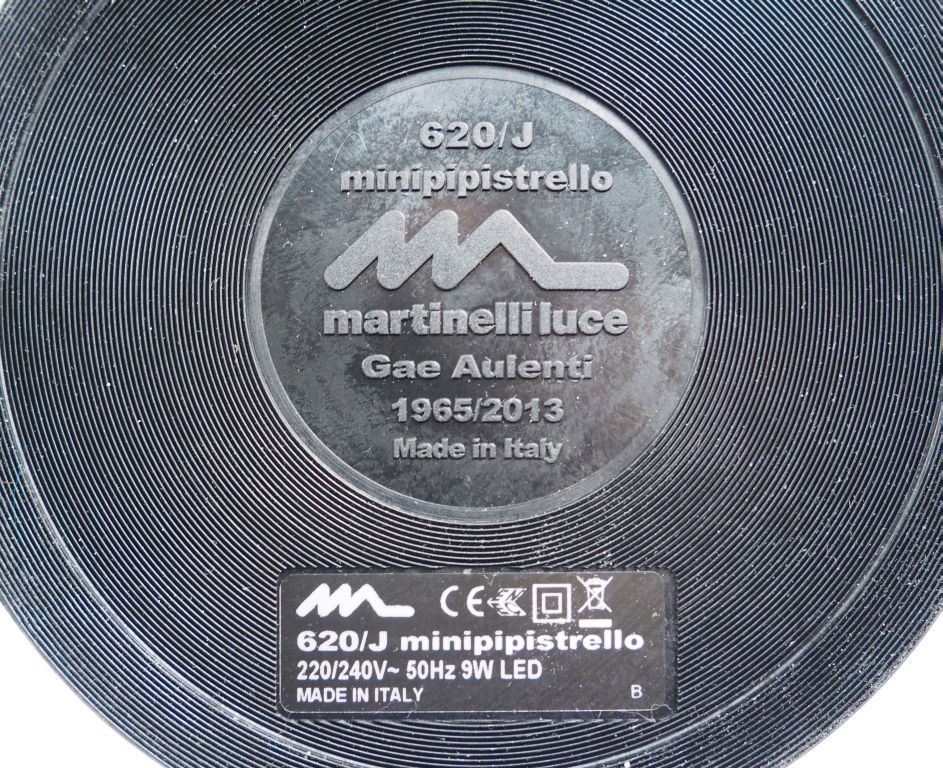 620/J
minipipistrello
martinelli luce
Gae Aulenti
1965/2013
Made in Italy
CE
620/J minipipistrello
220/240V~ 50Hz 9W LED
MADE IN ITALY
B